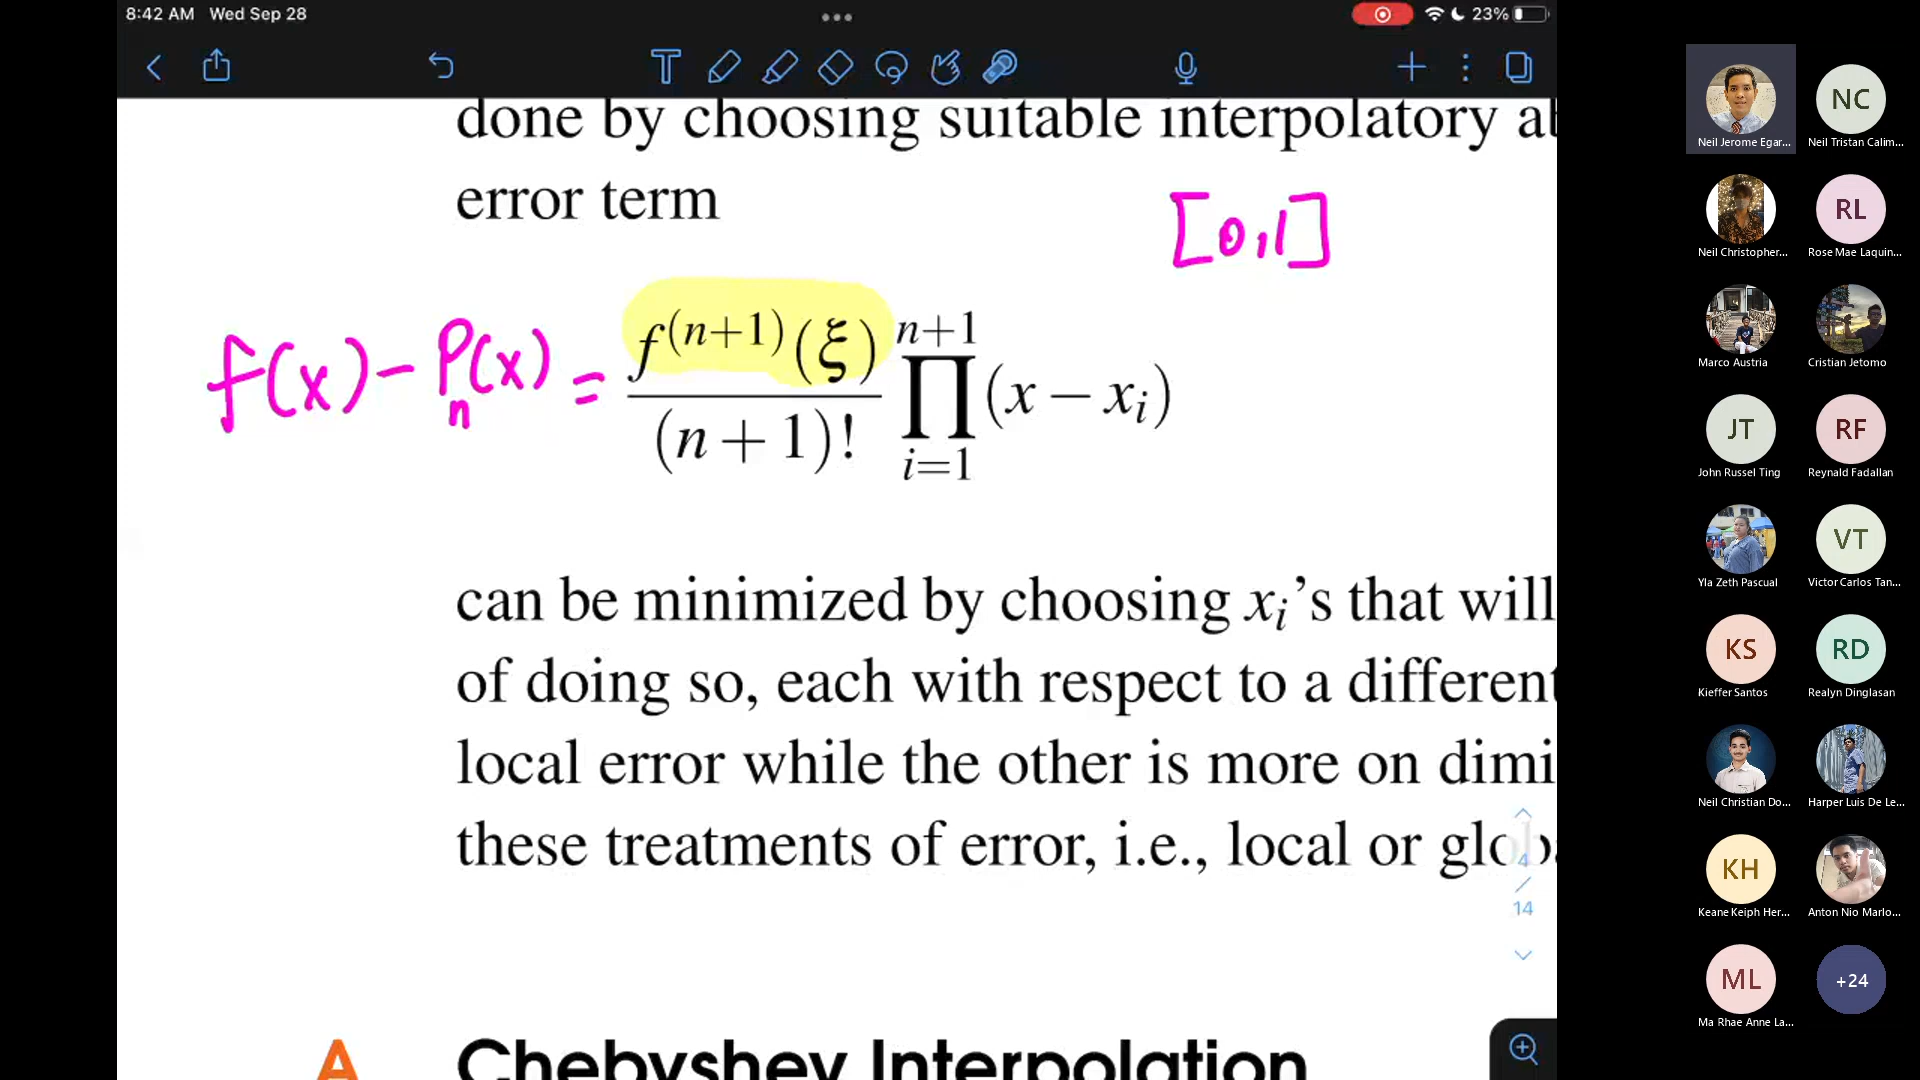 8:42 AM Wed Sep 28
23%
done by choosing suitable interpolatory
error term
[0,1]
f(x) - Pn(x) = f^(n+1)(ξ) / (n+1)! ∏_{i=1}^{n+1} (x − xi)
can be minimized by choosing xi's that will
of doing so, each with respect to a different
local error while the other is more on dimi
these treatments of error, i.e., local or
4
/
14
A Chebyshev Interpolation
Neil Jerome Egar...
NC
Neil Tristan Calim...
Neil Christopher...
RL
Rose Mae Laquin...
Marco Austria
Cristian Jetomo
JT
John Russel Ting
RF
Reynald Fadallan
Yla Zeth Pascual
VT
Victor Carlos Tan...
KS
Kieffer Santos
RD
Realyn Dinglasan
Neil Christian Do...
Harper Luis De Le...
KH
Keane Keiph Her...
Anton Nio Marlo...
ML
Ma Rhae Anne La...
+24